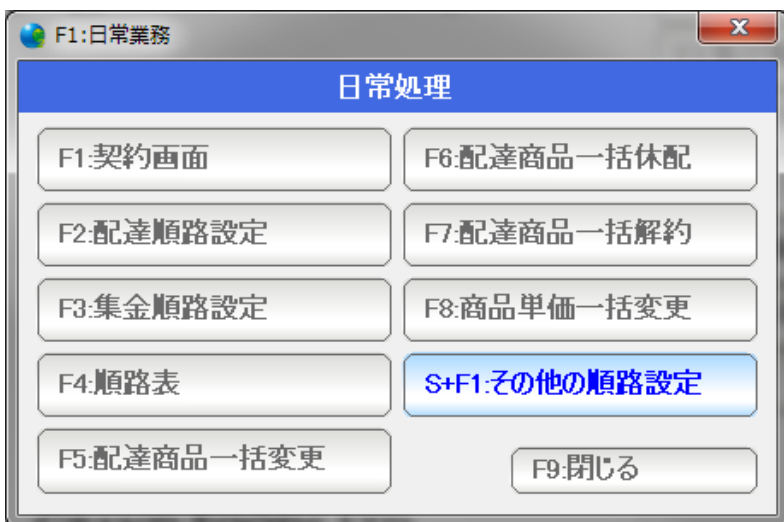 F1:日常業務
日常処理
F1:契約画面
F2:配達順路設定
F3:集金順路設定
F4:順路表
F5:配達商品一括変更
F6:配達商品一括休配
F7:配達商品一括解約
F8:商品単価一括変更
S+F1:その他の順路設定
F9:閉じる